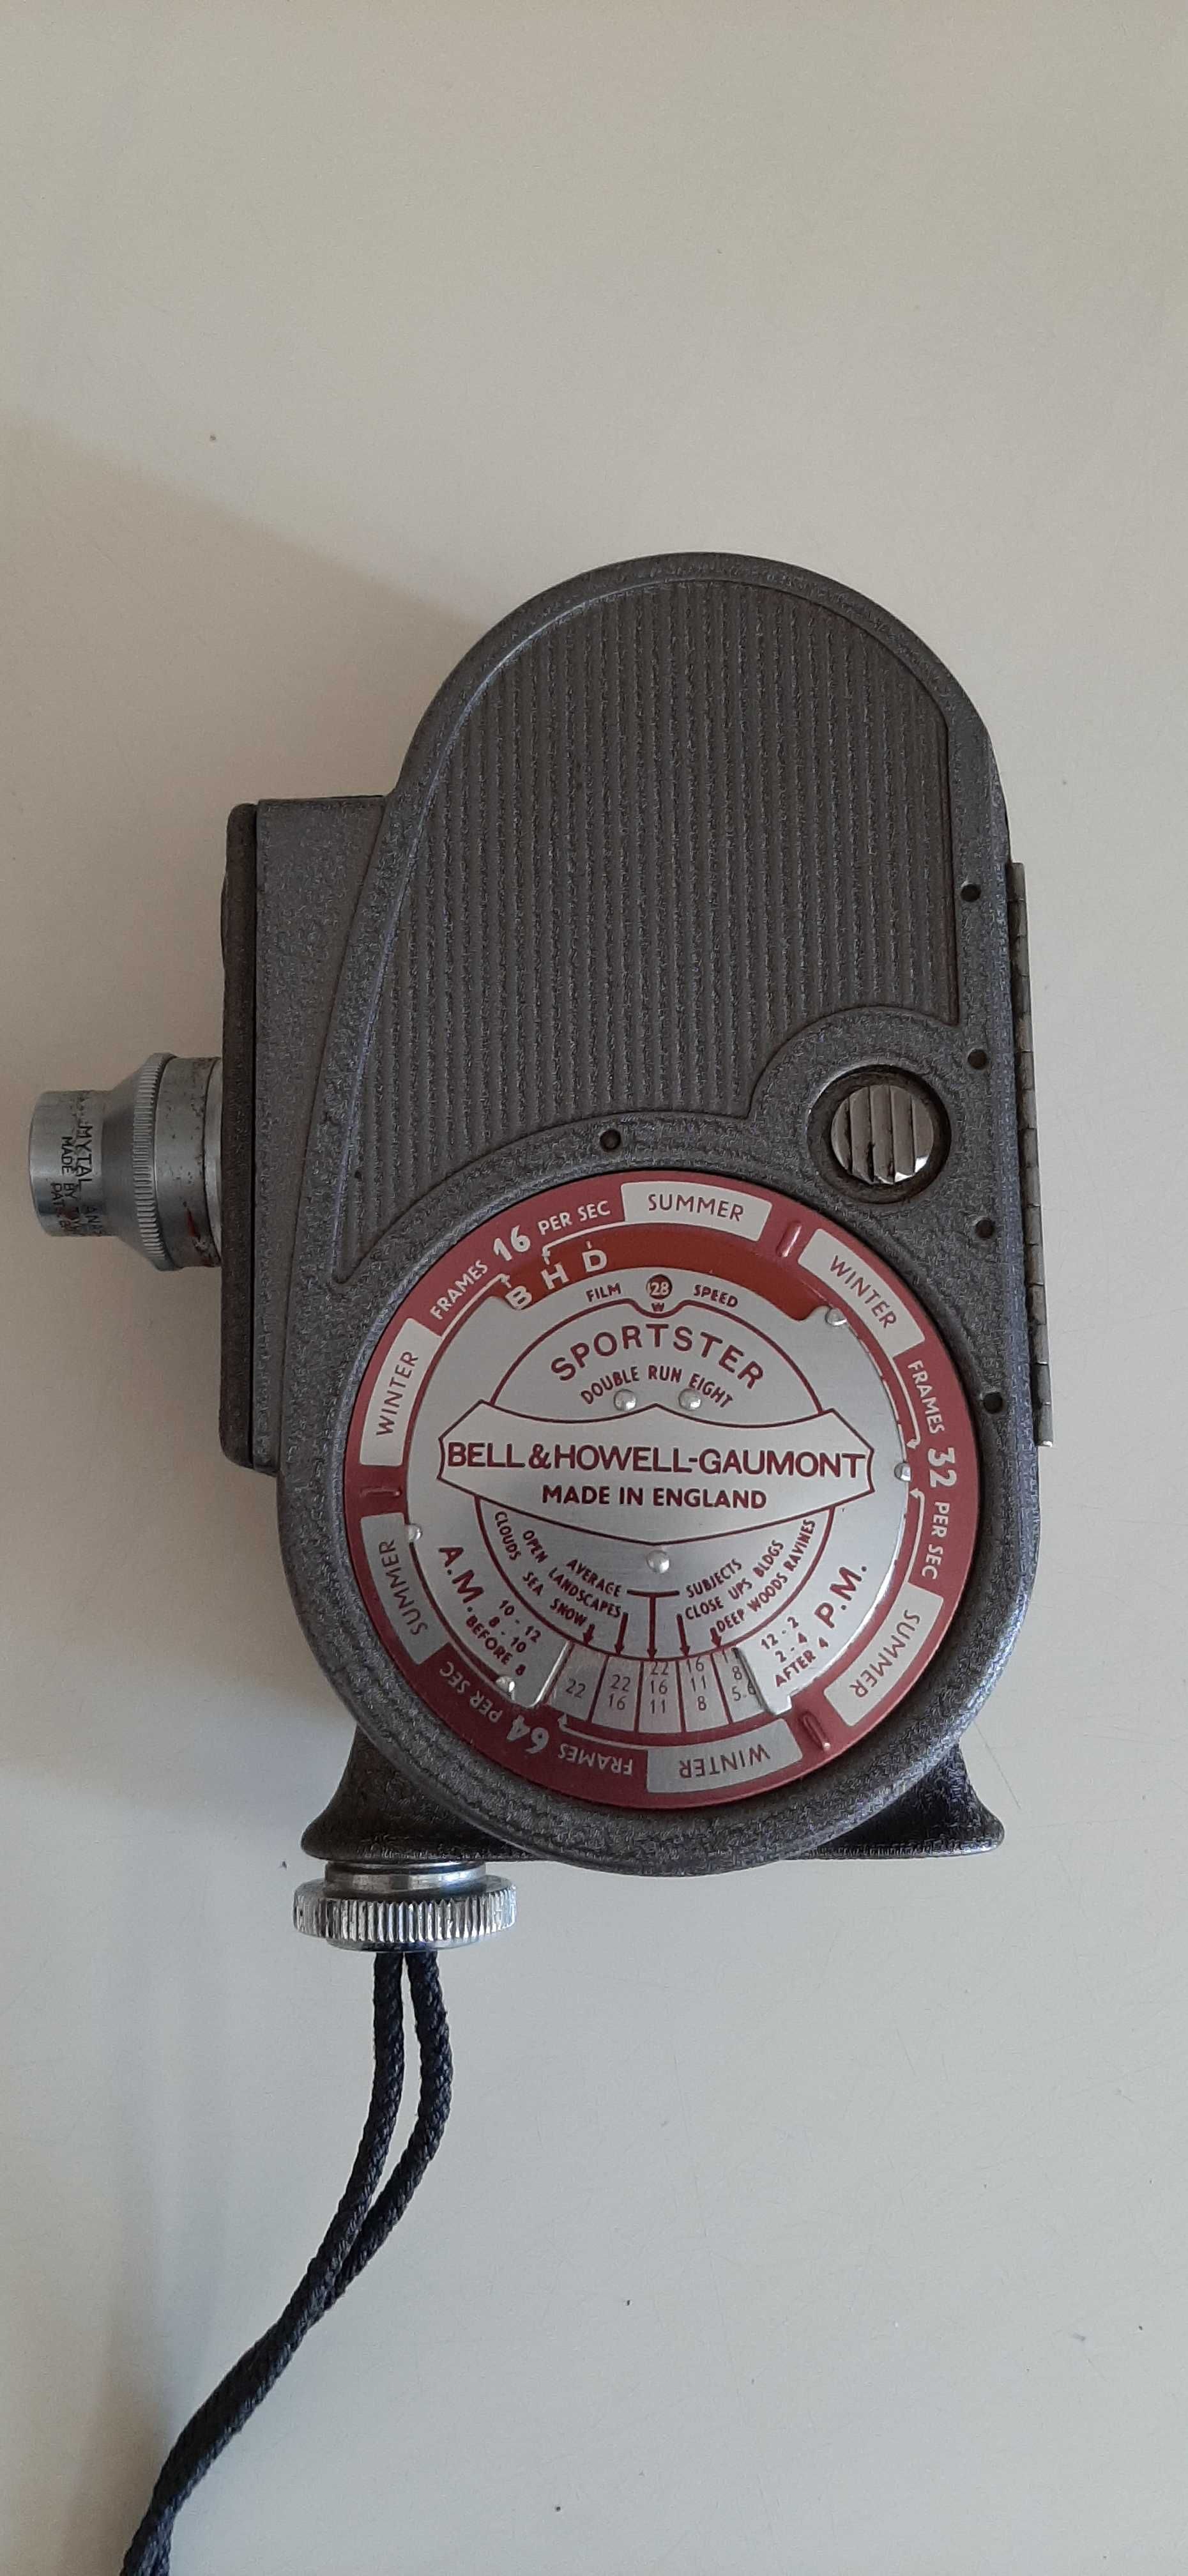 MYTAL
MADE BY
SUMMER
FRAMES 16 PER SEC
B H D
FILM 28 SPEED
W
WINTER
SPORTSTER
DOUBLE RUN EIGHT
WINTER
FRAMES 32 PER SEC
BELL & HOWELL-GAUMONT
MADE IN ENGLAND
SUMMER
A.M.
10 - 12
8 - 10
BEFORE 8
CLOUDS
OPEN LANDSCAPES
SEA SNOW
AVERAGE SUBJECTS
CLOSE UPS BLDGS
DEEP WOODS RAVINES
P.M.
12 - 2
2 - 4
AFTER 4
SUMMER
22 22 22 16
16 16 11 8
11 8 5.6
FRAMES 64 PER SEC
WINTER